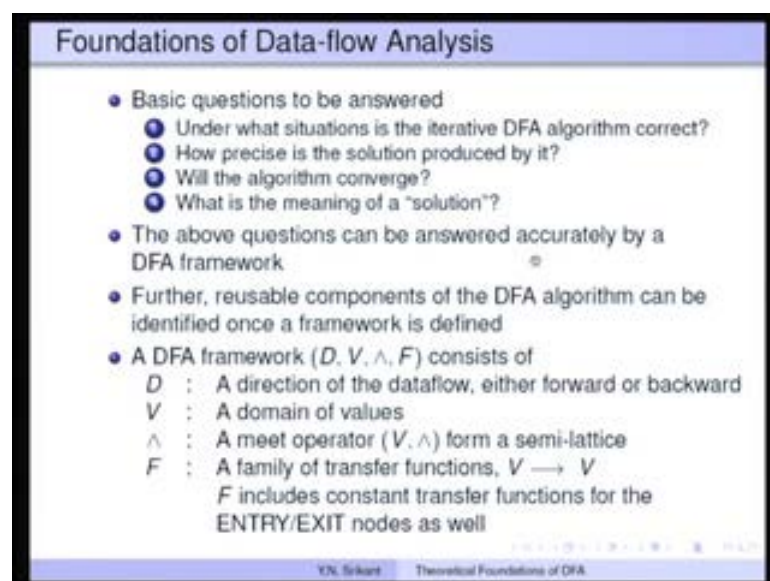 Foundations of Data-flow Analysis
Basic questions to be answered
1 Under what situations is the iterative DFA algorithm correct?
2 How precise is the solution produced by it?
3 Will the algorithm converge?
4 What is the meaning of a "solution"?
The above questions can be answered accurately by a
DFA framework
Further, reusable components of the DFA algorithm can be
identified once a framework is defined
A DFA framework (D, V, ∧, F) consists of
D : A direction of the dataflow, either forward or backward
V : A domain of values
∧ : A meet operator (V, ∧) form a semi-lattice
F : A family of transfer functions, V ⟶ V
F includes constant transfer functions for the
ENTRY/EXIT nodes as well
Y.N. Srikant Theoretical Foundations of DFA